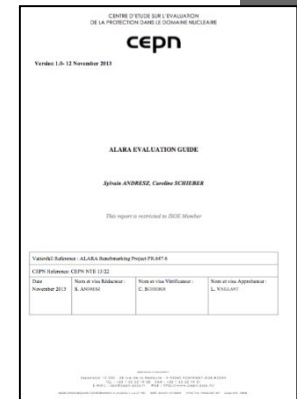 CENTRE D'ETUDE SUR L'EVALUATION
DE LA PROTECTION DANS LE DOMAINE NUCLEAIRE
cepn
Version 1.0- 12 November 2013
ALARA EVALUATION GUIDE
Sylvain ANDRESZ, Caroline SCHIEBER
This report is restricted to ISOE Member
Vattenfall Reference : ALARA Benchmarking Project
CEPN Reference: CEPN NTE 13/22
Date
November 2013
Nom et visa Rédacteur :
S. ANDRESZ
Nom et visa Vérificateur :
C. SCHIEBER
Nom et visa Approbateur :
L. VAILLANT